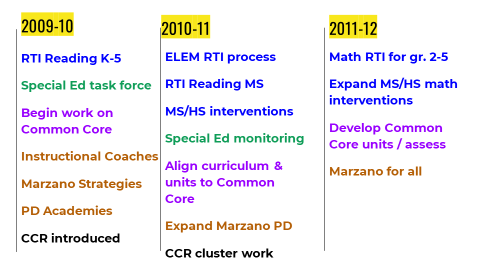 2009-10
RTI Reading K-5
Special Ed task force
Begin work on
Common Core
Instructional Coaches
Marzano Strategies
PD Academies
CCR introduced
2010-11
ELEM RTI process
RTI Reading MS
MS/HS interventions
Special Ed monitoring
Align curriculum &
units to Common
Core
Expand Marzano PD
CCR cluster work
2011-12
Math RTI for gr. 2-5
Expand MS/HS math
interventions
Develop Common
Core units / assess
Marzano for all